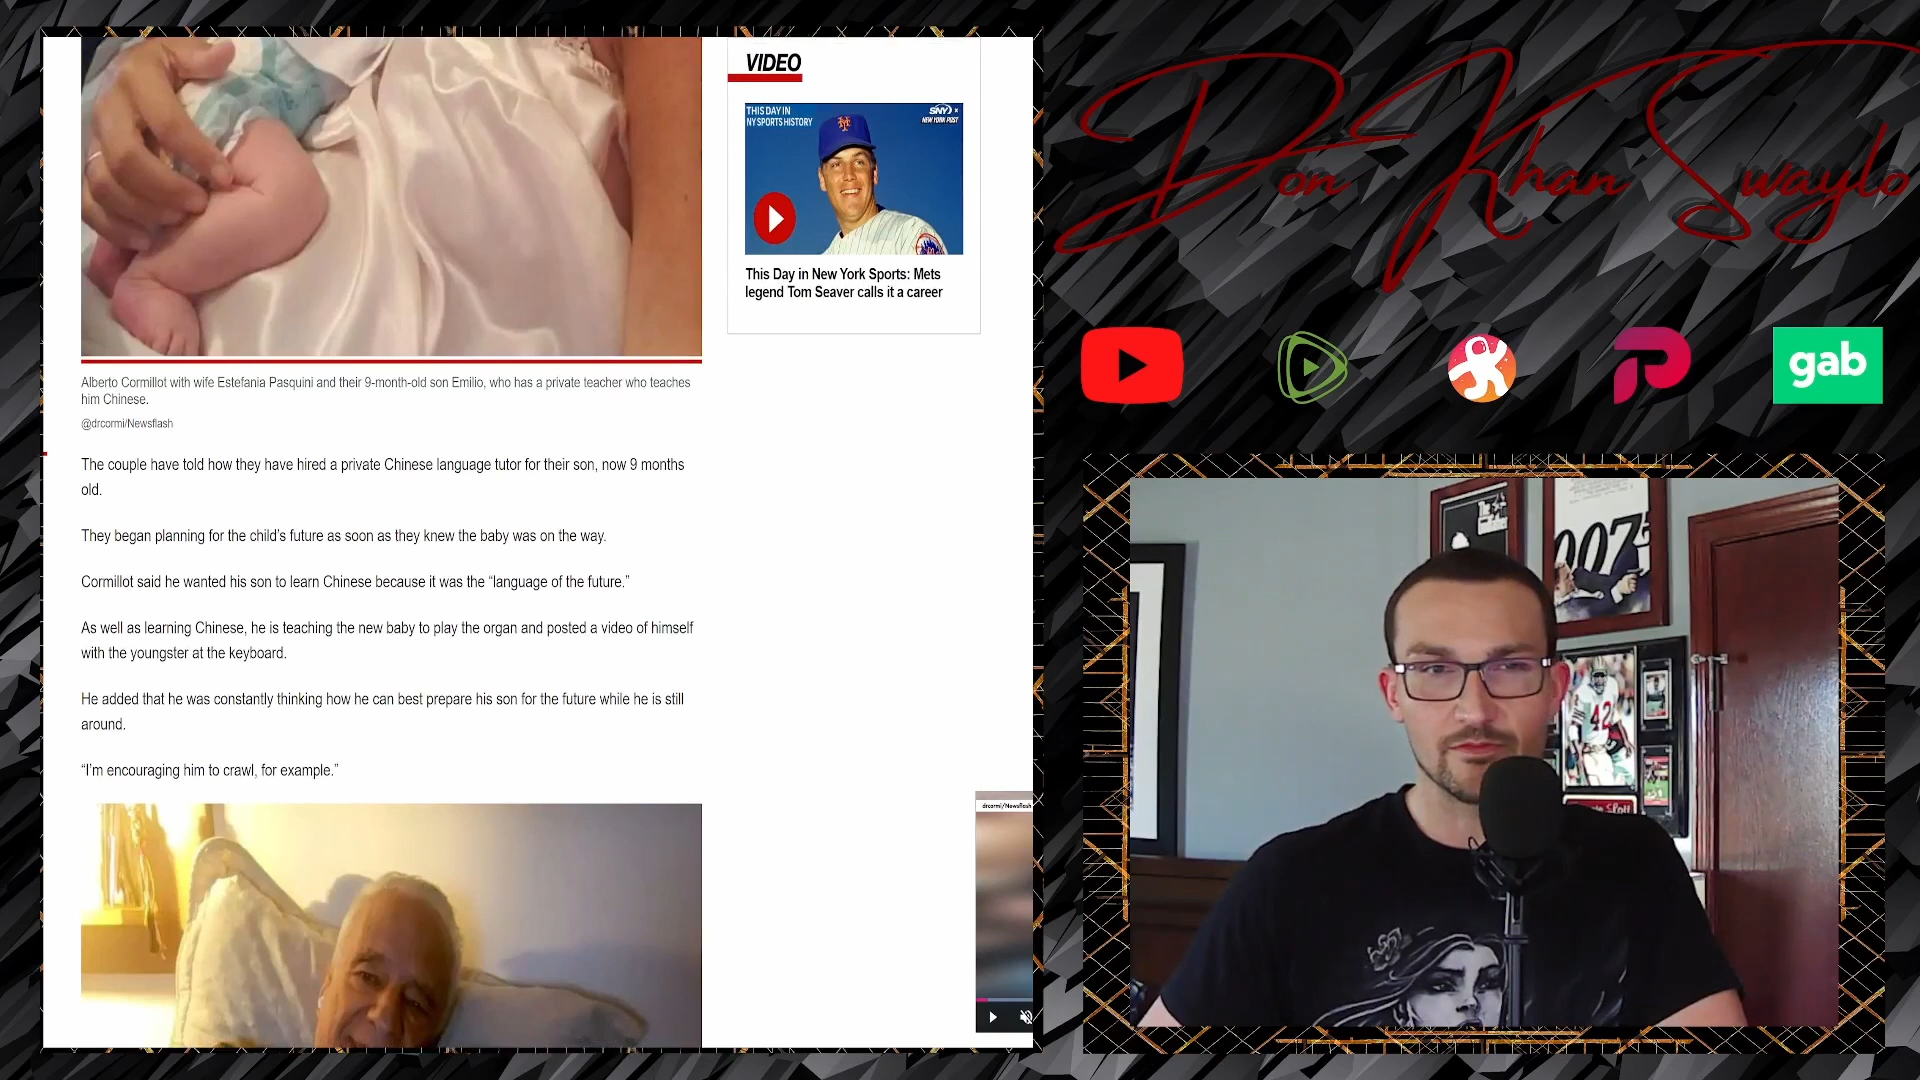 VIDEO
THIS DAY IN
NY SPORTS HISTORY
SNY x
NEW YORK POST
This Day in New York Sports: Mets
legend Tom Seaver calls it a career
Alberto Cormillot with wife Estefania Pasquini and their 9-month-old son Emilio, who has a private teacher who teaches
him Chinese.
@drcormi/Newsflash
The couple have told how they have hired a private Chinese language tutor for their son, now 9 months
old.
They began planning for the child’s future as soon as they knew the baby was on the way.
Cormillot said he wanted his son to learn Chinese because it was the “language of the future.”
As well as learning Chinese, he is teaching the new baby to play the organ and posted a video of himself
with the youngster at the keyboard.
He added that he was constantly thinking how he can best prepare his son for the future while he is still
around.
“I’m encouraging him to crawl, for example.”
drcormi/Newsflash
Don Khan Swaylo
gab
007
42